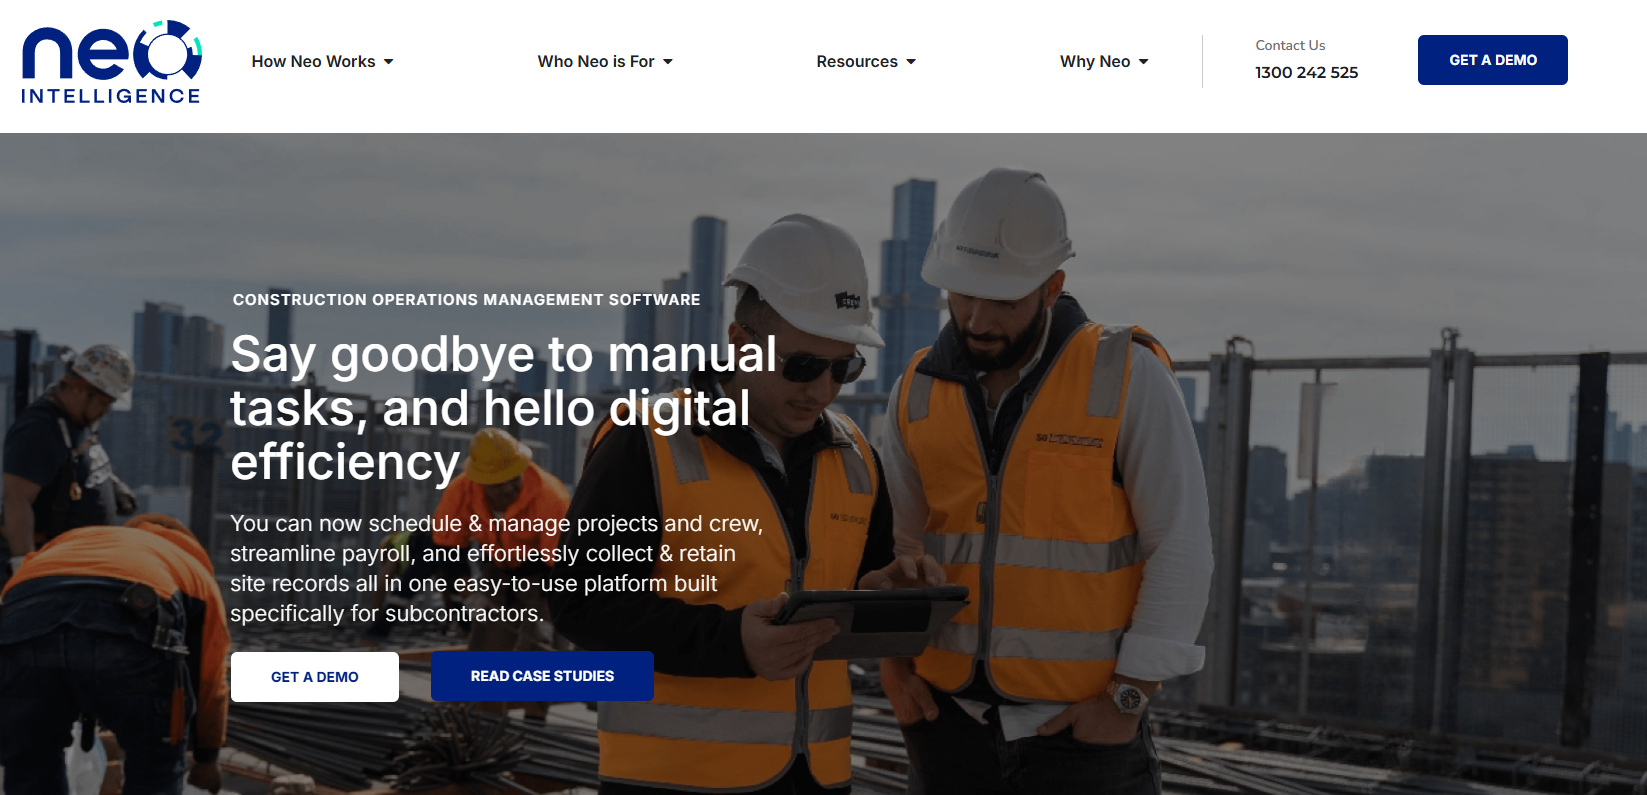 neo
INTELLIGENCE
How Neo Works
Who Neo is For
Resources
Why Neo
Contact Us
1300 242 525
GET A DEMO
CONSTRUCTION OPERATIONS MANAGEMENT SOFTWARE
Say goodbye to manual
tasks, and hello digital
efficiency
You can now schedule & manage projects and crew,
streamline payroll, and effortlessly collect & retain
site records all in one easy-to-use platform built
specifically for subcontractors.
GET A DEMO
READ CASE STUDIES
32